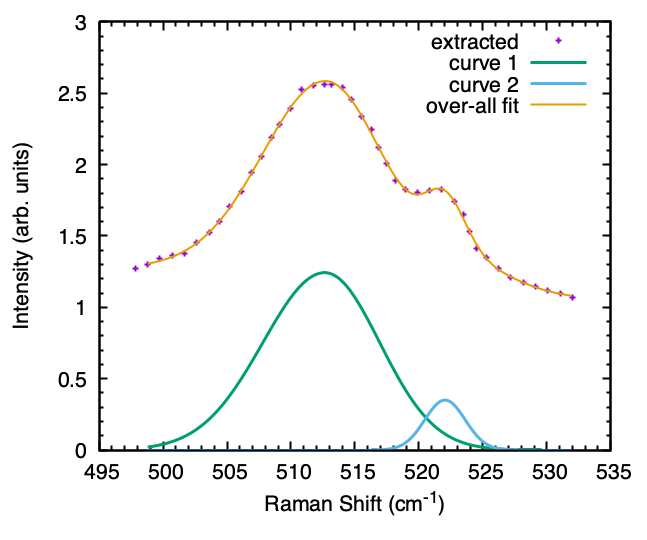 3
2.5
2
1.5
1
0.5
0
Intensity (arb. units)
extracted
curve 1
curve 2
over-all fit
495 500 505 510 515 520 525 530 535
Raman Shift (cm⁻¹)